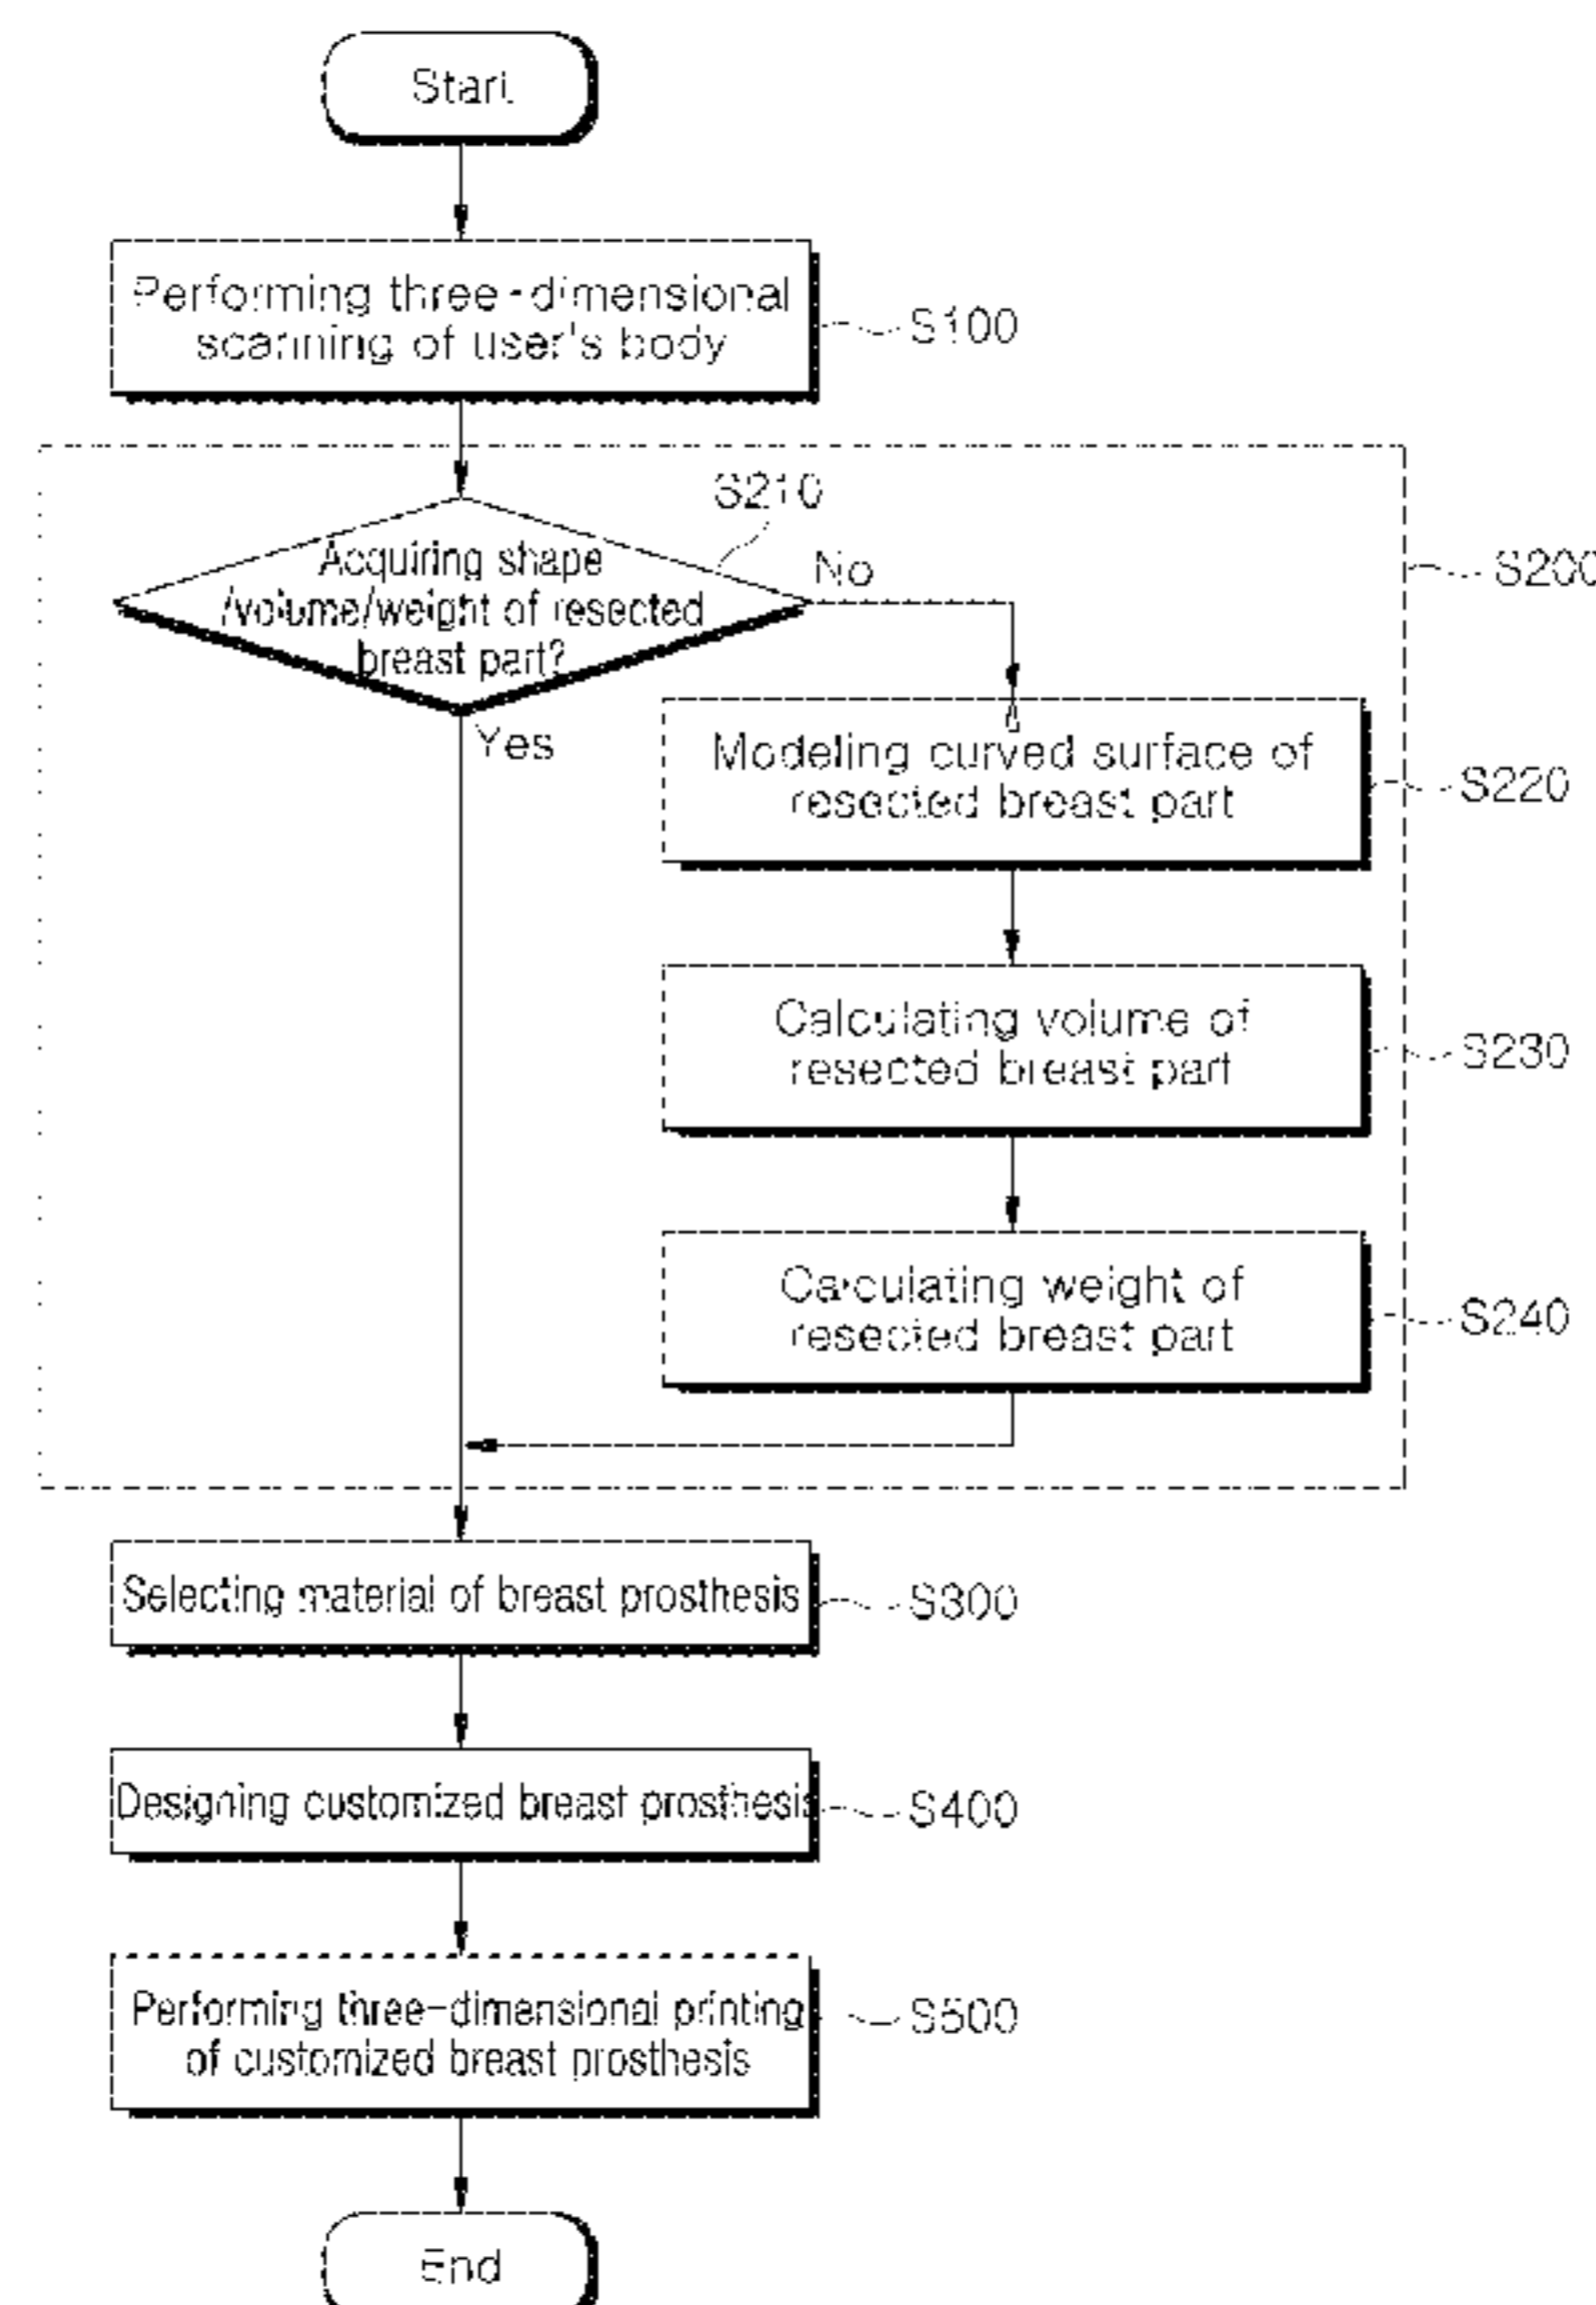 Start
Performing three-dimensional
scanning of user's body
S100
S210
Acquiring shape
/volume/weight of resected
breast part?
No
S200
Yes
Modeling curved surface of
resected breast part
S220
Calculating volume of
resected breast part
S230
Calculating weight of
resected breast part
S240
Selecting material of breast prosthesis
S300
Designing customized breast prosthesis
S400
Performing three-dimensional printing
of customized breast prosthesis
S500
End